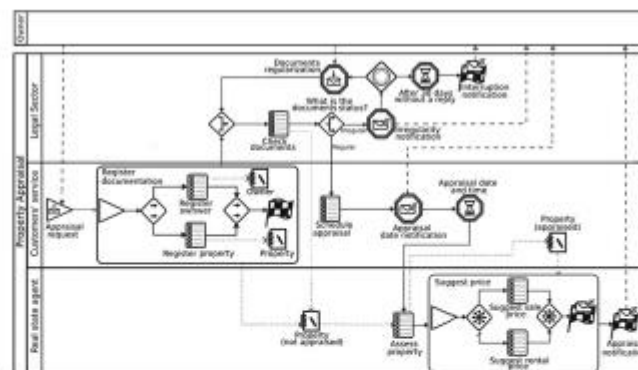 Owner
Property Appraisal
Legal Sector
Customers' service
Real state agent
Documents
regularization
What is the
documents status?
After 30 days
without a reply
Interruption
notification
Check
documents
Irregular
Regular
Irregularity
notification
Register
documentation
Register
owner
Owner
Register property
Property
Appraisal
request
Schedule
appraisal
Appraisal
date notification
Appraisal date
and time
Property
(appraised)
Property
(not appraised)
Assess
property
Suggest price
Suggest sale
price
Suggest rental
price
notification